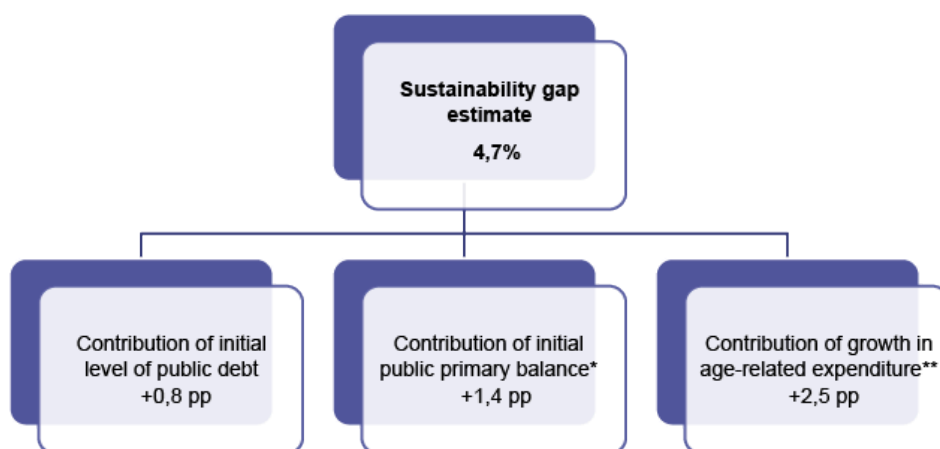 Sustainability gap
estimate
4,7%
Contribution of initial
level of public debt
+0,8 pp
Contribution of initial
public primary balance*
+1,4 pp
Contribution of growth in
age-related expenditure**
+2,5 pp